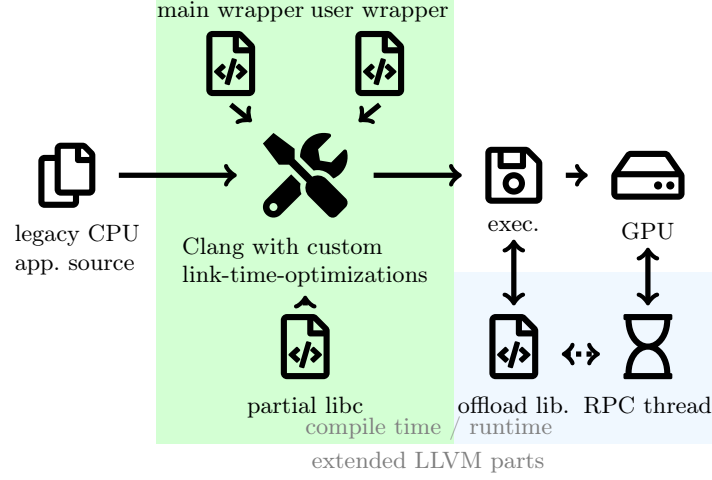 main wrapper user wrapper
</>
</>
legacy CPU
app. source
Clang with custom
link-time-optimizations
exec.
GPU
</>
</>
partial libc
offload lib.
RPC thread
compile time / runtime
extended LLVM parts